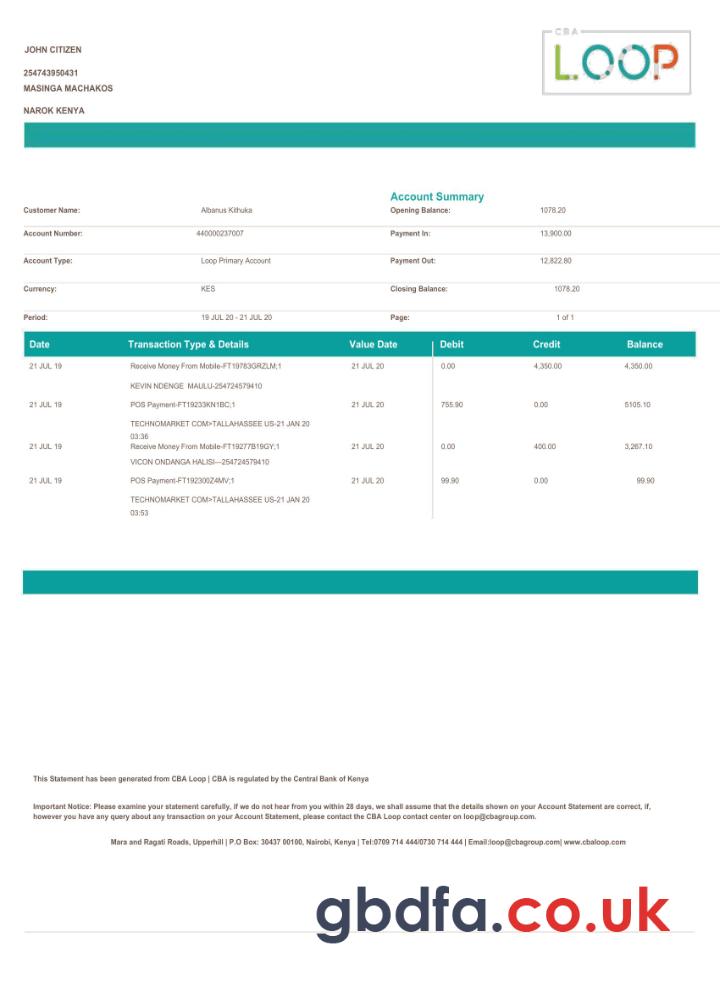 CBA
LOOP
JOHN CITIZEN
254743950431
MASINGA MACHAKOS
NAROK KENYA
Account Summary
Customer Name: Albanus Kithuka Opening Balance: 1078.20
Account Number: 440000237007 Payment In: 13,900.00
Account Type: Loop Primary Account Payment Out: 12,822.80
Currency: KES Closing Balance: 1078.20
Period: 19 JUL 20 - 21 JUL 20 Page: 1 of 1
Date Transaction Type & Details Value Date Debit Credit Balance
21 JUL 19 Receive Money From Mobile-FT19783GRZLM;1 21 JUL 20 0.00 4,350.00 4,350.00
KEVIN NDENGE MAULU-254724579410
21 JUL 19 POS Payment-FT19233KN1BC;1 21 JUL 20 755.90 0.00 5105.10
TECHNOMARKET COM>TALLAHASSEE US-21 JAN 20
03:36
21 JUL 19 Receive Money From Mobile-FT19277B19GY;1 21 JUL 20 0.00 400.00 3,267.10
VICON ONDANGA HALISI---254724579410
21 JUL 19 POS Payment-FT192300Z4MV;1 21 JUL 20 99.90 0.00 99.90
TECHNOMARKET COM>TALLAHASSEE US-21 JAN 20
03:53
This Statement has been generated from CBA Loop | CBA is regulated by the Central Bank of Kenya
Important Notice: Please examine your statement carefully, if we do not hear from you within 28 days, we shall assume that the details shown on your Account Statement are correct, if,
however you have any query about any transaction on your Account Statement, please contact the CBA Loop contact center on loop@cbagroup.com.
Mara and Ragati Roads, Upperhill | P.O Box: 30437 00100, Nairobi, Kenya | Tel:0709 714 444/0730 714 444 | Email:loop@cbagroup.com| www.cbaloop.com
gbdfa.co.uk